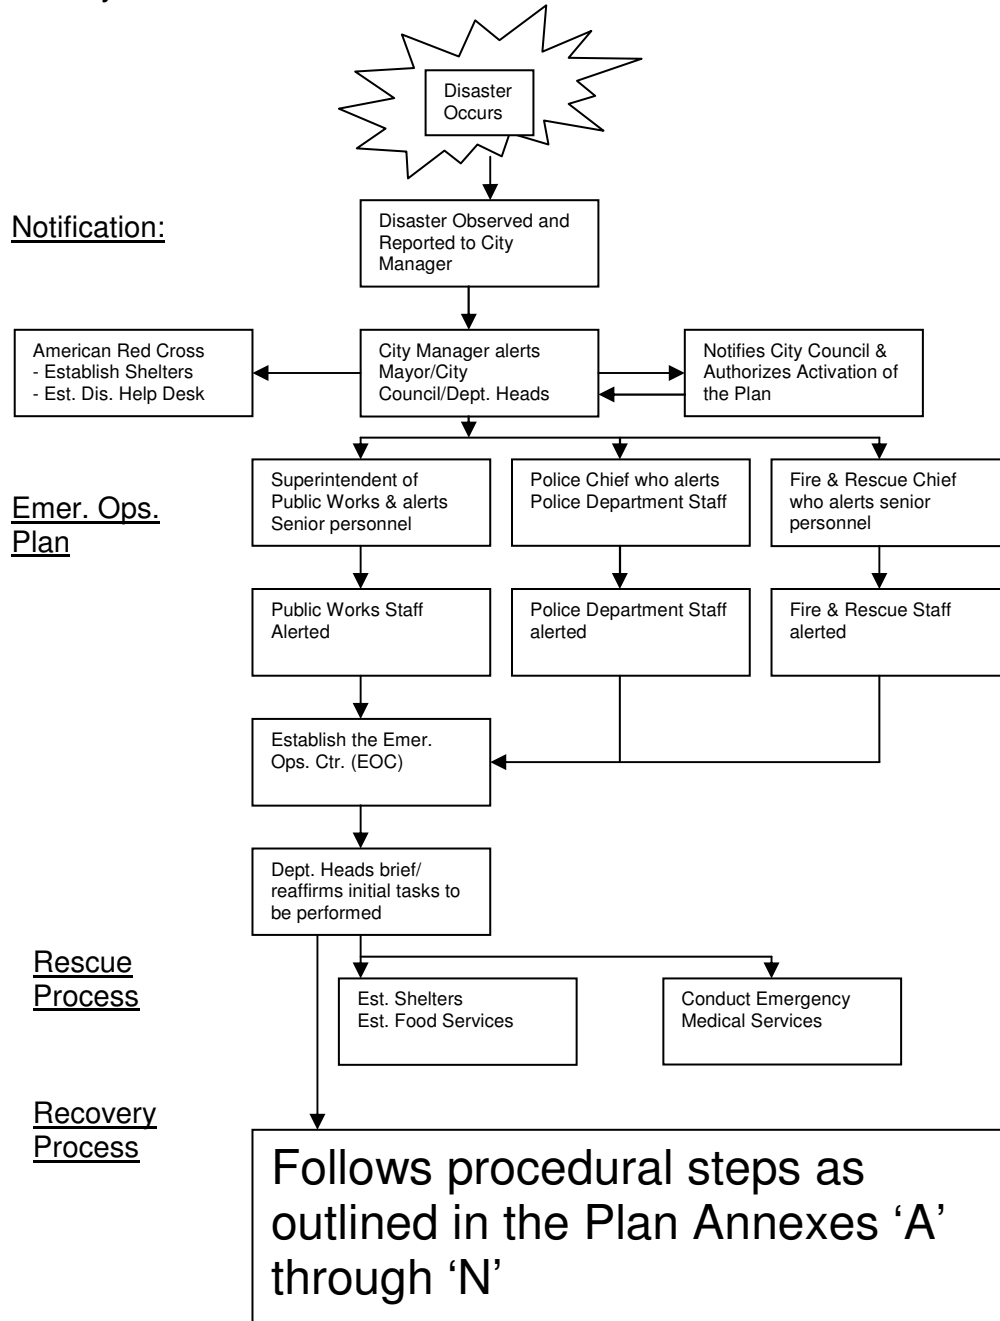 Disaster
Occurs
Notification:
Disaster Observed and
Reported to City
Manager
American Red Cross
- Establish Shelters
- Est. Dis. Help Desk
City Manager alerts
Mayor/City
Council/Dept. Heads
Notifies City Council &
Authorizes Activation of
the Plan
Emer. Ops.
Plan
Superintendent of
Public Works & alerts
Senior personnel
Police Chief who alerts
Police Department Staff
Fire & Rescue Chief
who alerts senior
personnel
Public Works Staff
Alerted
Police Department Staff
alerted
Fire & Rescue Staff
alerted
Establish the Emer.
Ops. Ctr. (EOC)
Dept. Heads brief/
reaffirms initial tasks to
be performed
Rescue
Process
Est. Shelters
Est. Food Services
Conduct Emergency
Medical Services
Recovery
Process
Follows procedural steps as
outlined in the Plan Annexes ‘A’
through ‘N’